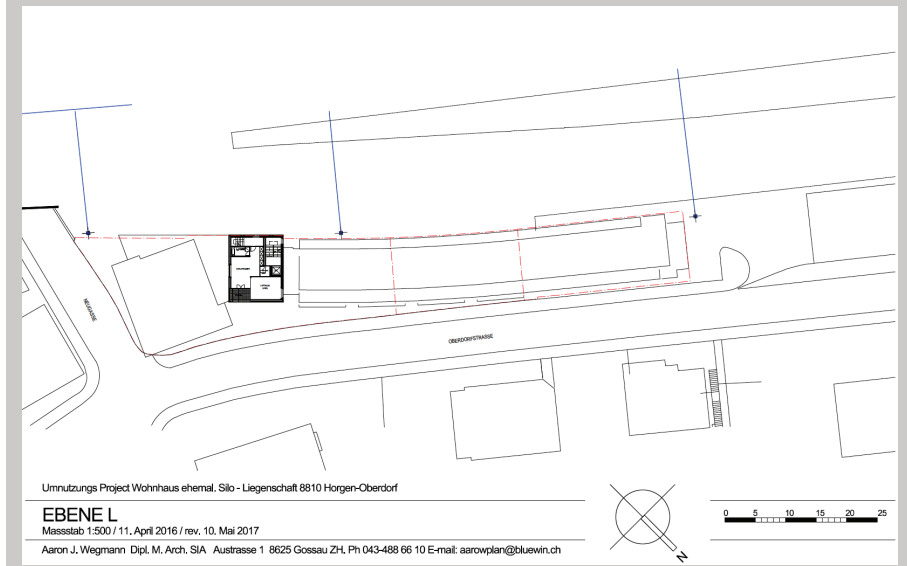 NEUGASSE
OBERDORFSTRASSE
Umnutzungs Project Wohnhaus ehemal. Silo - Liegenschaft 8810 Horgen-Oberdorf
EBENE L
Massstab 1:500 / 11. April 2016 / rev. 10. Mai 2017
Aaron J. Wegmann Dipl. M. Arch. SIA Austrasse 1 8625 Gossau ZH, Ph 043-488 66 10 E-mail: aarowplan@bluewin.ch
N
0 5 10 15 20 25